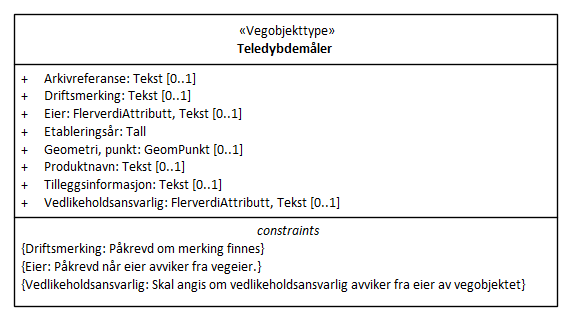 «Vegobjekttype»
Teledybdemåler
+ Arkivreferanse: Tekst [0..1]
+ Driftsmerking: Tekst [0..1]
+ Eier: FlerverdiAttributt, Tekst [0..1]
+ Etableringsår: Tall
+ Geometri, punkt: GeomPunkt [0..1]
+ Produktnavn: Tekst [0..1]
+ Tilleggsinformasjon: Tekst [0..1]
+ Vedlikeholdsansvarlig: FlerverdiAttributt, Tekst [0..1]
constraints
{Driftsmerking: Påkrevd om merking finnes}
{Eier: Påkrevd når eier avviker fra vegeier.}
{Vedlikeholdsansvarlig: Skal angis om vedlikeholdsansvarlig avviker fra eier av vegobjektet}